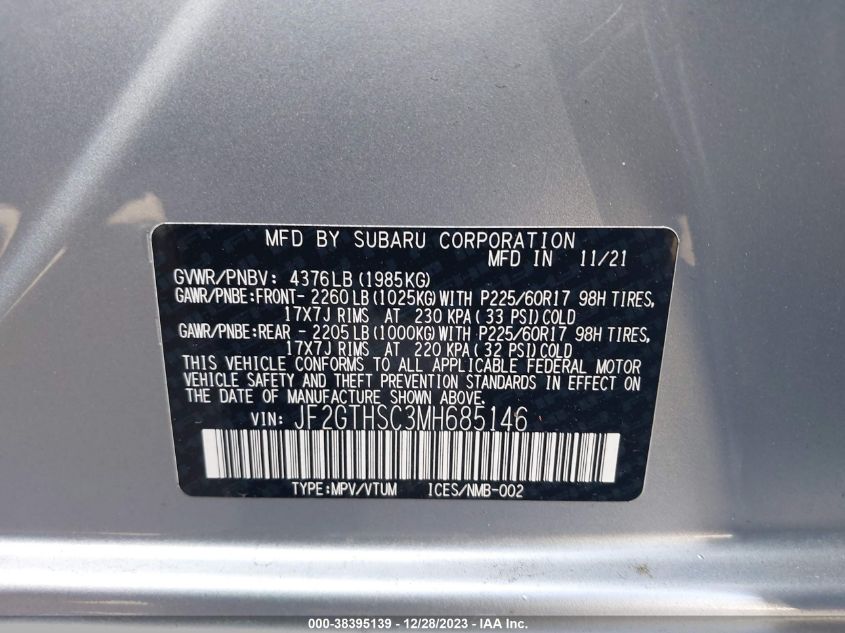 MFD BY SUBARU CORPORATION
MFD IN 11/21
GVWR/PNBV: 4376LB(1985KG)
GAWR/PNBE:FRONT- 2260LB(1025KG)WITH P225/60R17 98H TIRES,
17X7J RIMS AT 230 KPA( 33 PSI)COLD
GAWR/PNBE:REAR - 2205LB(1000KG)WITH P225/60R17 98H TIRES,
17X7J RIMS AT 220 KPA( 32 PSI)COLD
THIS VEHICLE CONFORMS TO ALL APPLICABLE FEDERAL MOTOR
VEHICLE SAFETY AND THEFT PREVENTION STANDARDS IN EFFECT ON
THE DATE OF MANUFACTURE SHOWN ABOVE.
VIN: JF2GTHSC3MH685146
TYPE:MPV/VTUM ICES/NMB-002
000-38395139 - 12/28/2023 - IAA Inc.